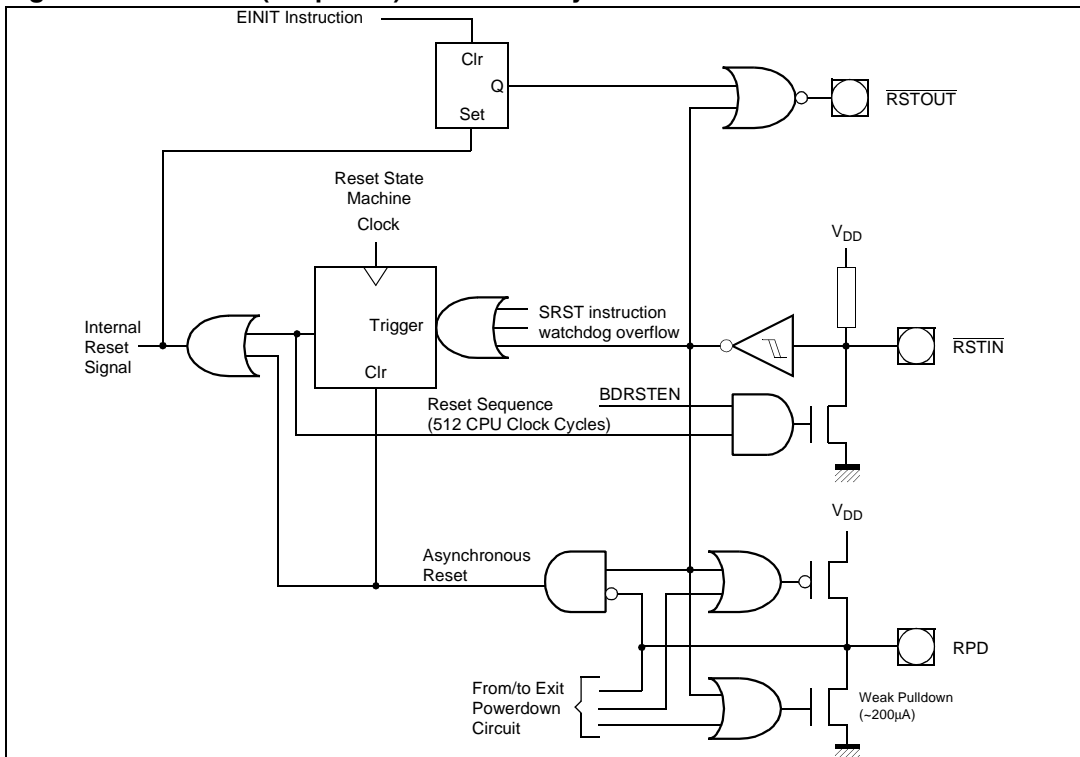 EINIT Instruction
Clr
Q
Set
RSTOUT
Reset State
Machine
Clock
VDD
Trigger
SRST instruction
watchdog overflow
Internal
Reset
Signal
RSTIN
Clr
BDRSTEN
Reset Sequence
(512 CPU Clock Cycles)
VDD
Asynchronous
Reset
RPD
From/to Exit
Powerdown
Circuit
Weak Pulldown
(~200µA)